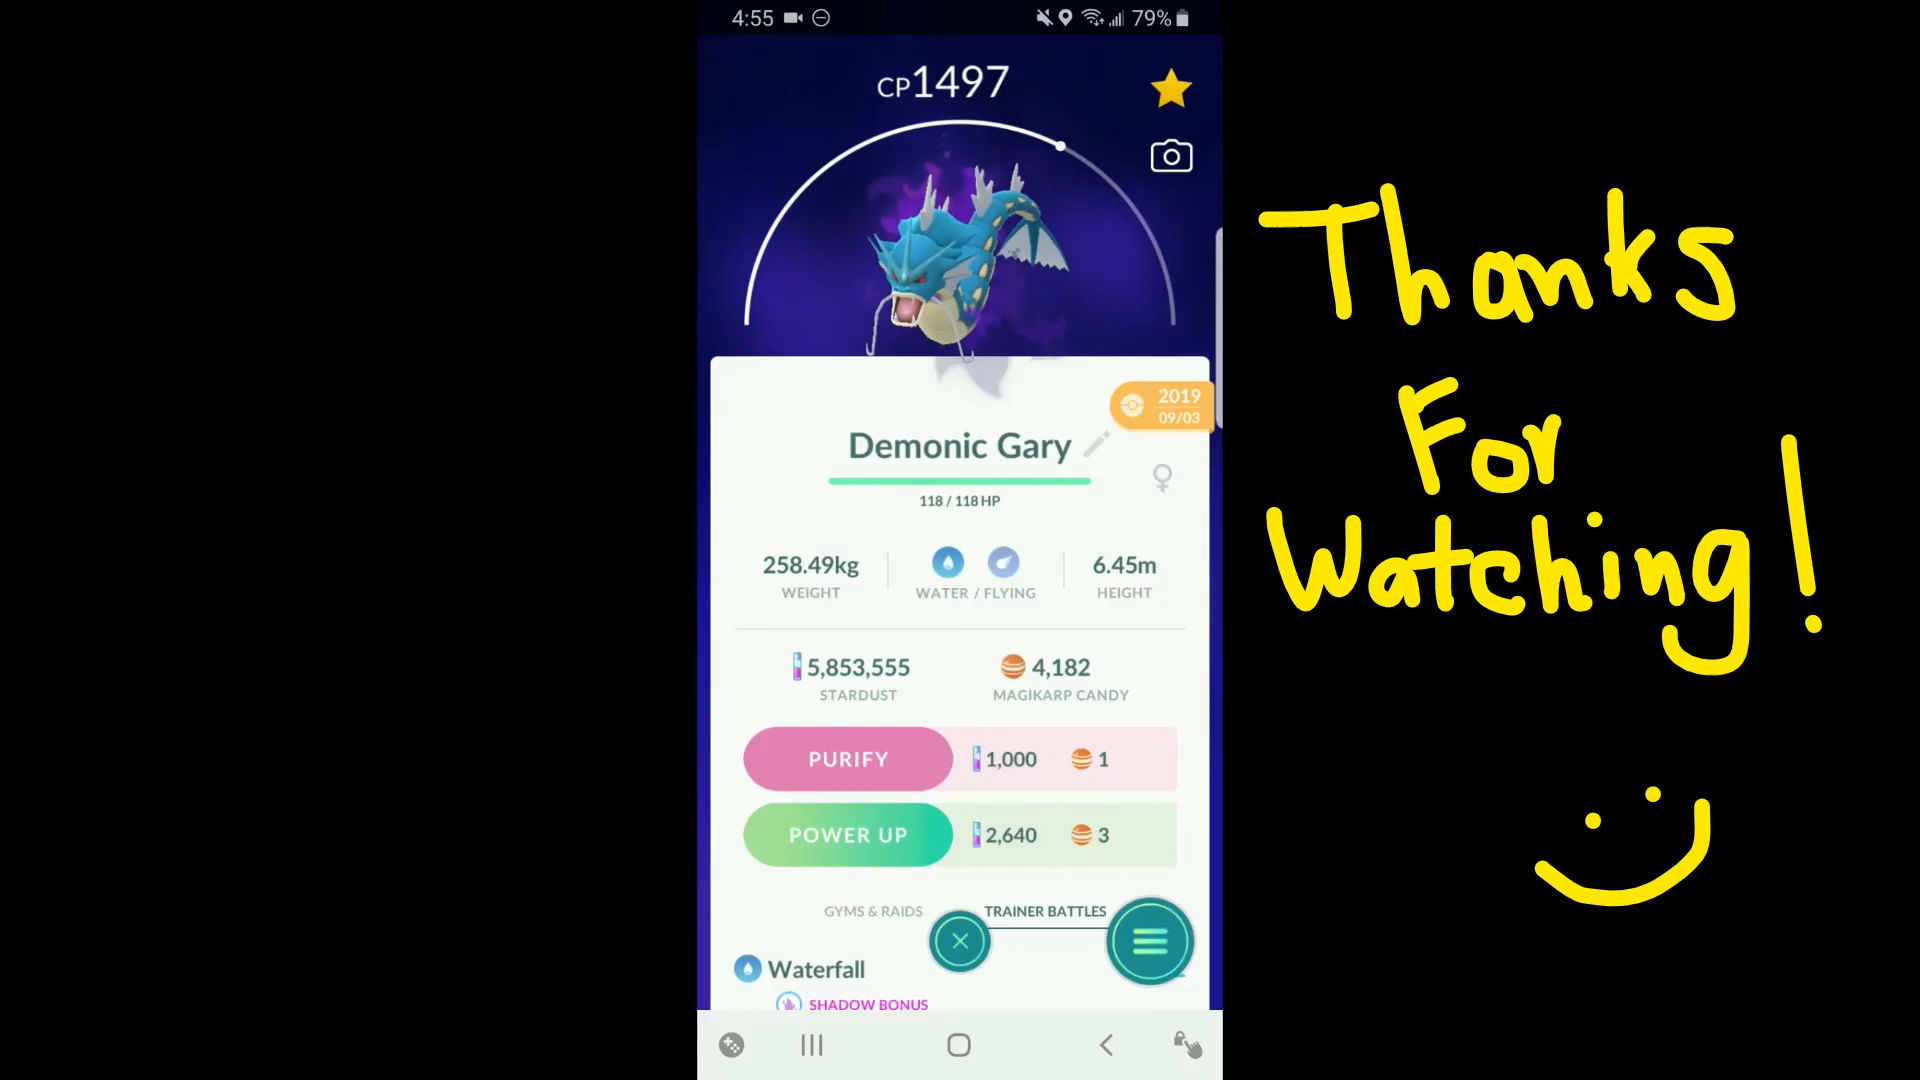 4:55
79%
CP1497
2019
09/03
Demonic Gary
118 / 118 HP
258.49kg
WEIGHT
WATER / FLYING
6.45m
HEIGHT
5,853,555
STARDUST
4,182
MAGIKARP CANDY
PURIFY 1,000 1
POWER UP 2,640 3
GYMS & RAIDS
TRAINER BATTLES
Waterfall
SHADOW BONUS
Thanks
For
Watching!